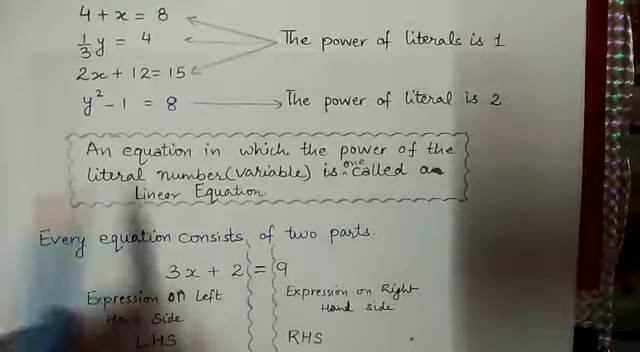 4 + x = 8
1/3 y = 4
The power of literals is 1
2x + 12 = 15
y² - 1 = 8
The power of literal is 2
An equation in which the power of the
literal number (variable) is one called a
Linear Equation
Every equation consists of two parts.
3x + 2 = 9
Expression on Left
Hand Side
LHS
Expression on Right
Hand side
RHS